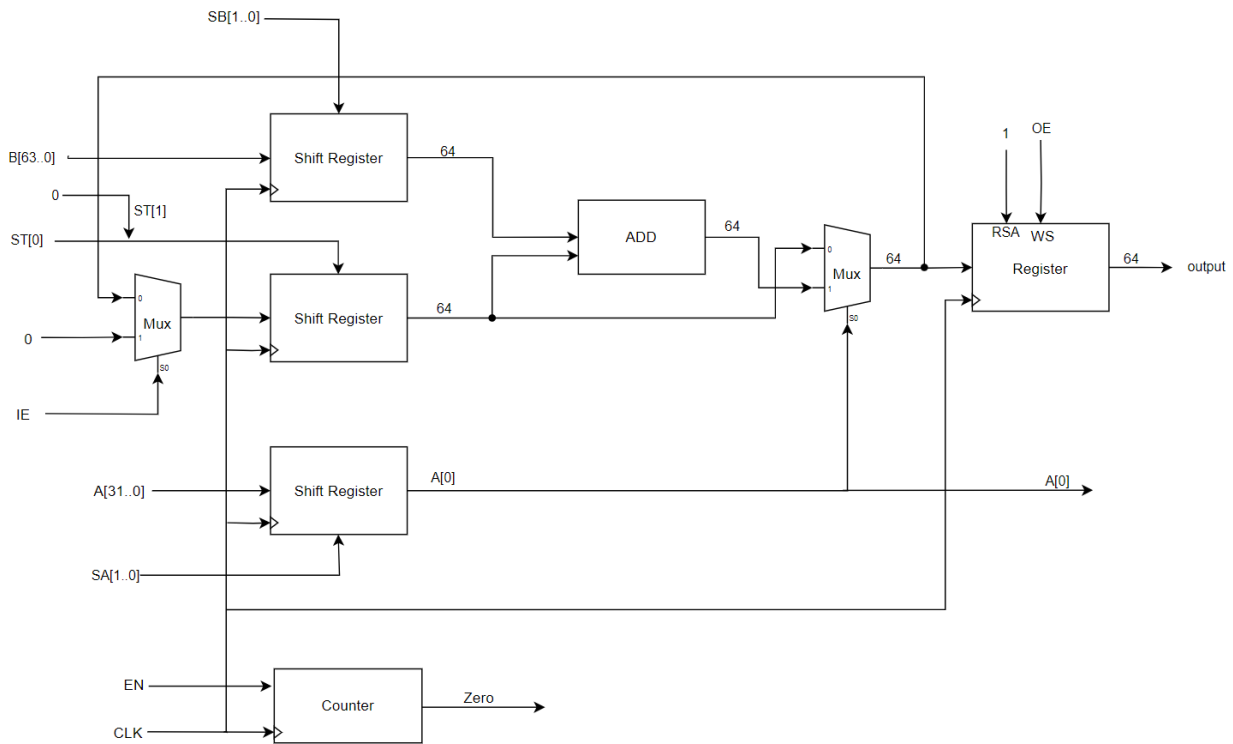 SB[1..0]
1
OE
B[63..0]
Shift Register
64
0
ST[1]
ST[0]
ADD
64
0
1
Mux
S0
64
RSA
WS
Register
64
output
0
1
Mux
S0
0
Shift Register
64
IE
A[31..0]
Shift Register
A[0]
A[0]
SA[1..0]
EN
Counter
Zero
CLK